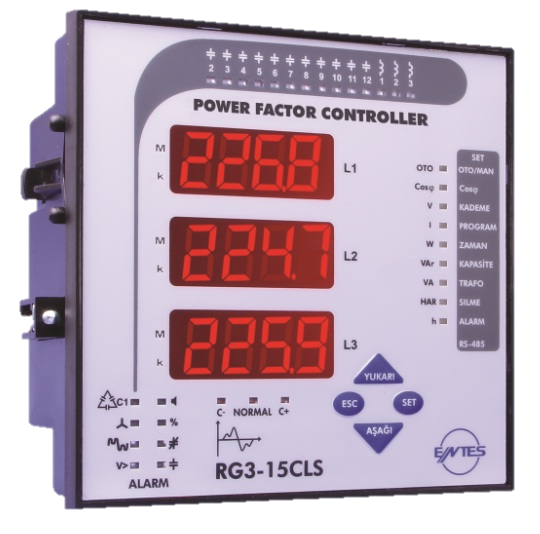 2 3 4 5 6 7 8 9 10 11 12 1 2 3
POWER FACTOR CONTROLLER
M
k
226.8
L1
M
k
224.7
L2
M
k
225.9
L3
SET
OTO OTO/MAN
Cosφ Cosφ
V KADEME
I PROGRAM
W ZAMAN
VAr KAPASİTE
VA TRAFO
HAR SILME
h ALARM
RS-485
YUKARI
ESC SET
AŞAĞI
C1
%
V>
ALARM
C- NORMAL C+
RG3-15CLS
ENTES